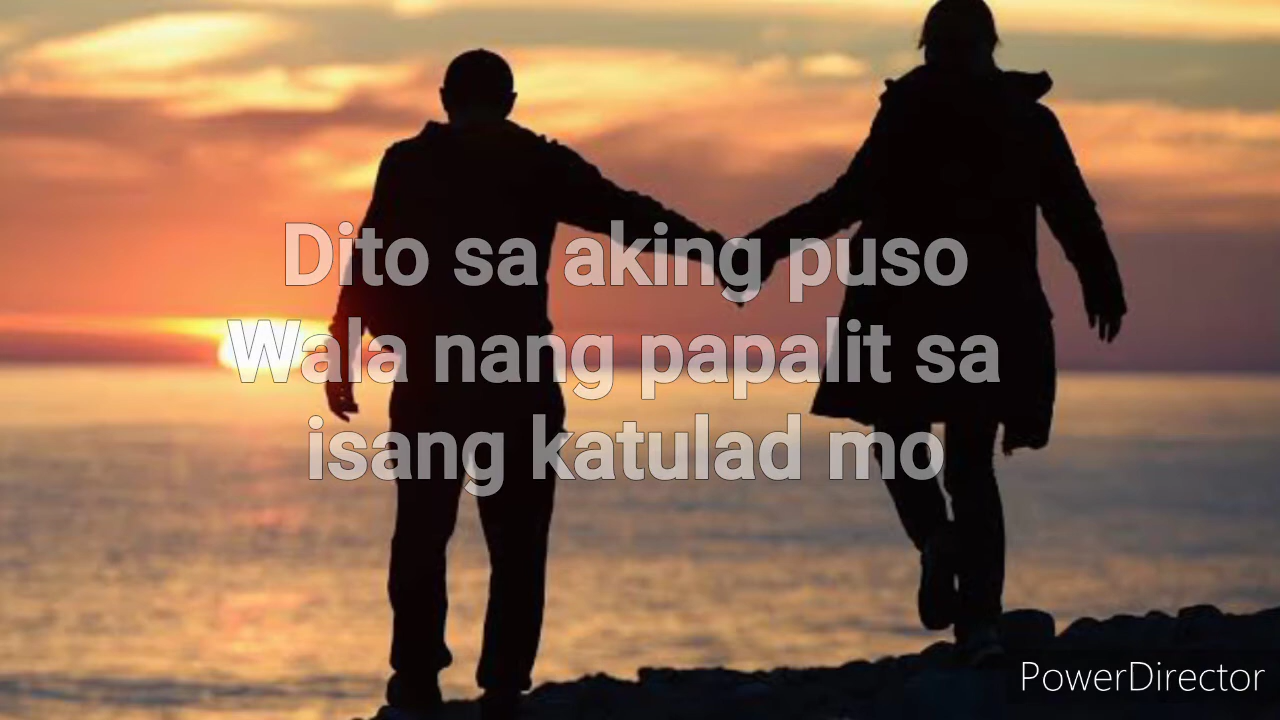 Dito sa aking puso
Wala nang papalit sa
isang katulad mo
PowerDirector